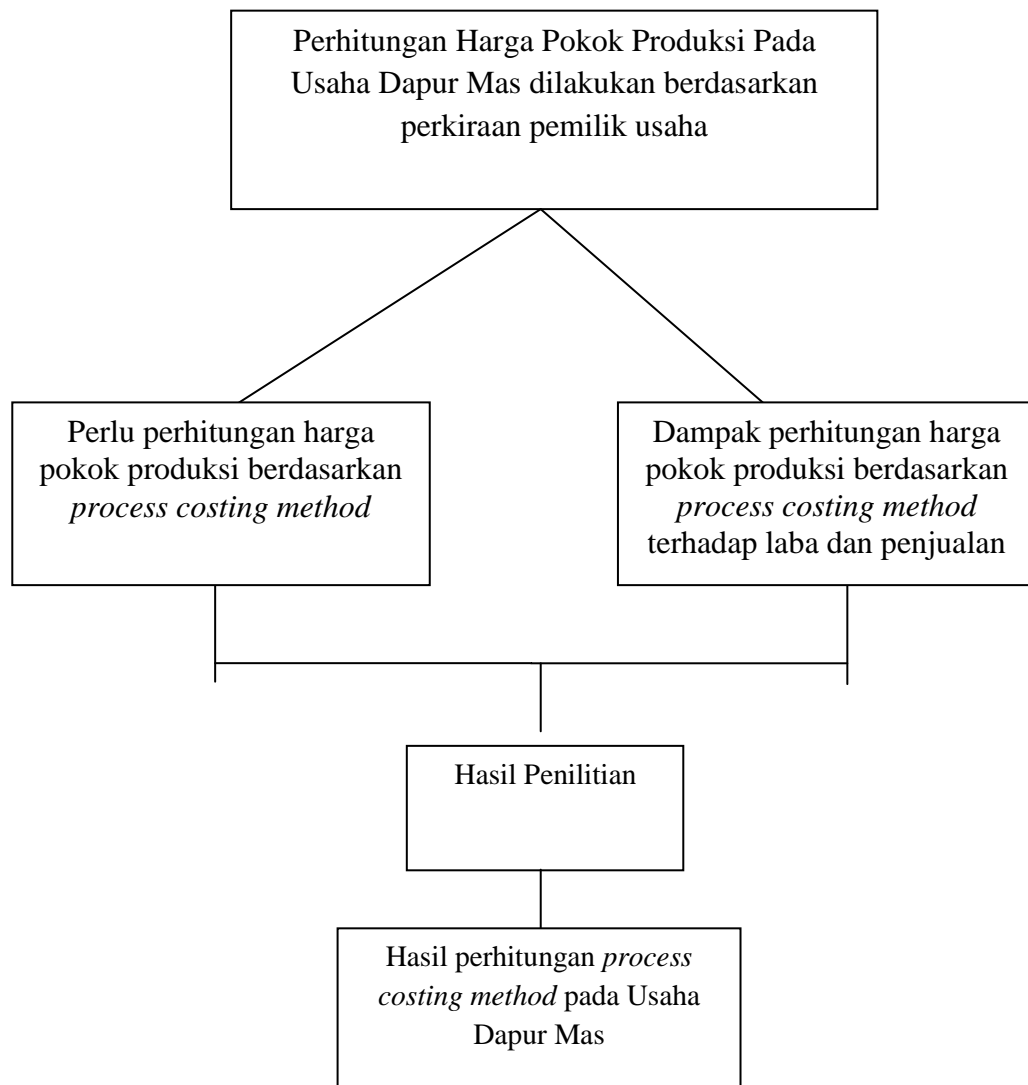 Perhitungan Harga Pokok Produksi Pada
Usaha Dapur Mas dilakukan berdasarkan
perkiraan pemilik usaha
Perlu perhitungan harga
pokok produksi berdasarkan
process costing method
Dampak perhitungan harga
pokok produksi berdasarkan
process costing method
terhadap laba dan penjualan
Hasil Penilitian
Hasil perhitungan process
costing method pada Usaha
Dapur Mas